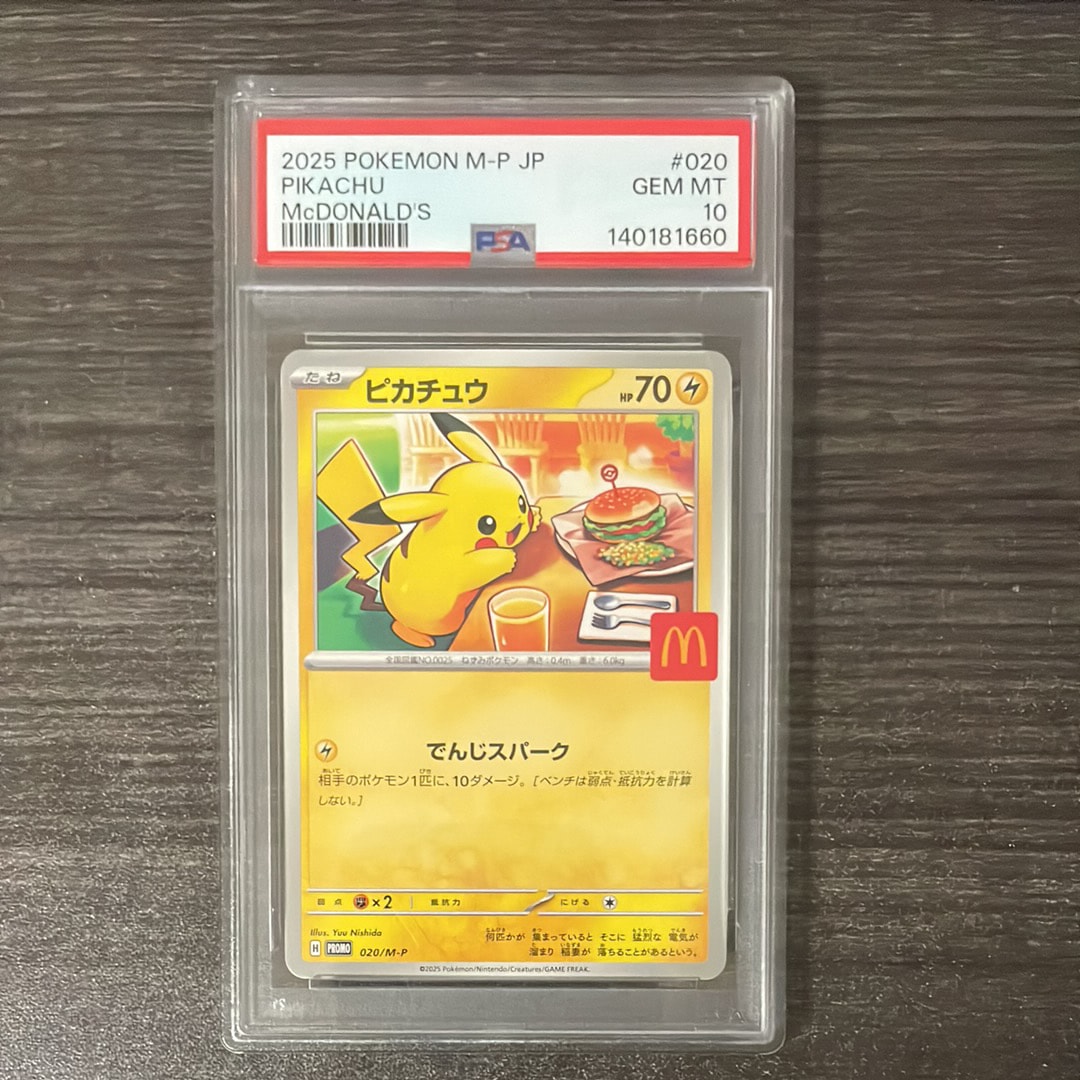 2025 POKEMON M-P JP #020
PIKACHU GEM MT
McDONALD'S 10
PSA 140181660
たね ピカチュウ HP70
全国図鑑NO.0025 ねずみポケモン 高さ:0.4m 重さ:6.0kg
でんじスパーク
相手のポケモン1匹に、10ダメージ。[ベンチは弱点・抵抗力を計算
しない。]
弱点 ×2 抵抗力 にげる
Illus. Yuu Nishida
何匹かが 集まっていると そこに 猛烈な 電気が
溜まり 稲妻が 落ちることがあるという。
H PROMO 020/M-P
©2025 Pokémon/Nintendo/Creatures/GAME FREAK.